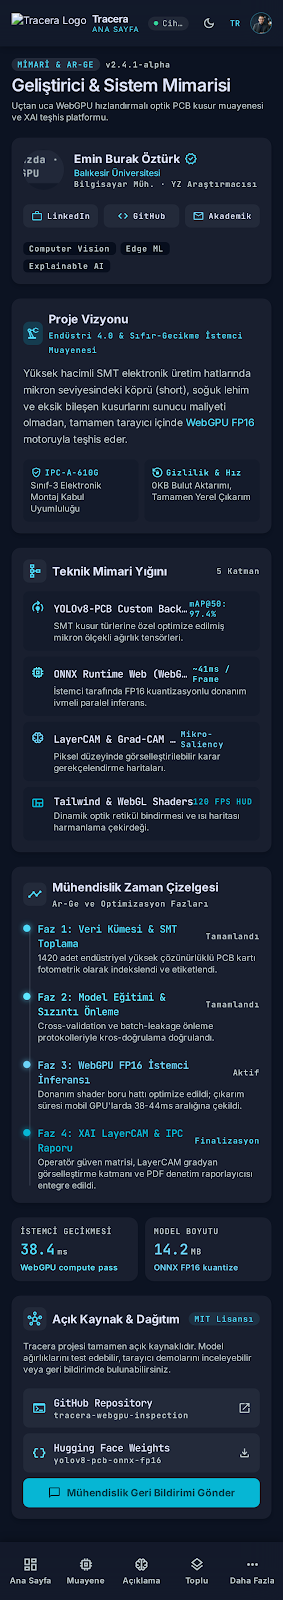 Tracera Logo
Tracera
ANA SAYFA
Cih…
TR
MİMARİ & AR-GE
v2.4.1-alpha
Geliştirici & Sistem Mimarisi
Uçtan uca WebGPU hızlandırmalı optik PCB kusur muayenesi
ve XAI teşhis platformu.
Emin Burak Öztürk
Balıkesir Üniversitesi
Bilgisayar Müh. · YZ Araştırmacısı
LinkedIn
GitHub
Akademik
Computer Vision
Edge ML
Explainable AI
Proje Vizyonu
Endüstri 4.0 & Sıfır-Gecikme İstemci
Muayenesi
Yüksek hacimli SMT elektronik üretim hatlarında
mikron seviyesindeki köprü (short), soğuk lehim
ve eksik bileşen kusurlarını sunucu maliyeti
olmadan, tamamen tarayıcı içinde WebGPU FP16
motoruyla teşhis eder.
IPC-A-610G
Sınıf-3 Elektronik
Montaj Kabul
Uyumluluğu
Gizlilik & Hız
0KB Bulut Aktarımı,
Tamamen Yerel Çıkarım
Teknik Mimari Yığını
5 Katman
YOLOv8-PCB Custom Back…
mAP@50:
97.4%
SMT kusur türlerine özel optimize edilmiş
mikron ölçekli ağırlık tensörleri.
ONNX Runtime Web (WebG…
~41ms /
Frame
İstemci tarafında FP16 kuantizasyonlu donanım
ivmeli paralel inferans.
LayerCAM & Grad-CAM …
Mikro-
Saliency
Piksel düzeyinde görselleştirilebilir karar
gerekçelendirme haritaları.
Tailwind & WebGL Shaders
120 FPS HUD
Dinamik optik retikül bindirmesi ve ısı haritası
harmanlama çekirdeği.
Mühendislik Zaman Çizelgesi
Ar-Ge ve Optimizasyon Fazları
Faz 1: Veri Kümesi & SMT
Toplama
Tamamlandı
1420 adet endüstriyel yüksek çözünürlüklü PCB kartı
fotometrik olarak indekslendi ve etiketlendi.
Faz 2: Model Eğitimi &
Sızıntı Önleme
Tamamlandı
Cross-validation ve batch-leakage önleme
protokolleriyle kros-doğrulama doğrulandı.
Faz 3: WebGPU FP16 İstemci
İnferansı
Aktif
Donanım shader boru hattı optimize edildi; çıkarım
süresi mobil GPU'larda 38-44ms aralığına çekildi.
Faz 4: XAI LayerCAM & IPC
Raporu
Finalizasyon
Operatör güven matrisi, LayerCAM gradyan
görselleştirme katmanı ve PDF denetim raporlayıcısı
entegre edildi.
İSTEMCİ GECİKMESİ
38.4 ms
WebGPU compute pass
MODEL BOYUTU
14.2 MB
ONNX FP16 kuantize
Açık Kaynak & Dağıtım
MIT Lisansı
Tracera projesi tamamen açık kaynaklıdır. Model
ağırlıklarını test edebilir, tarayıcı demolarını inceleyebilir
veya geri bildirimde bulunabilirsiniz.
GitHub Repository
tracera-webgpu-inspection
Hugging Face Weights
yolov8-pcb-onnx-fp16
Mühendislik Geri Bildirimi Gönder
Ana Sayfa
Muayene
Açıklama
Toplu
Daha Fazla